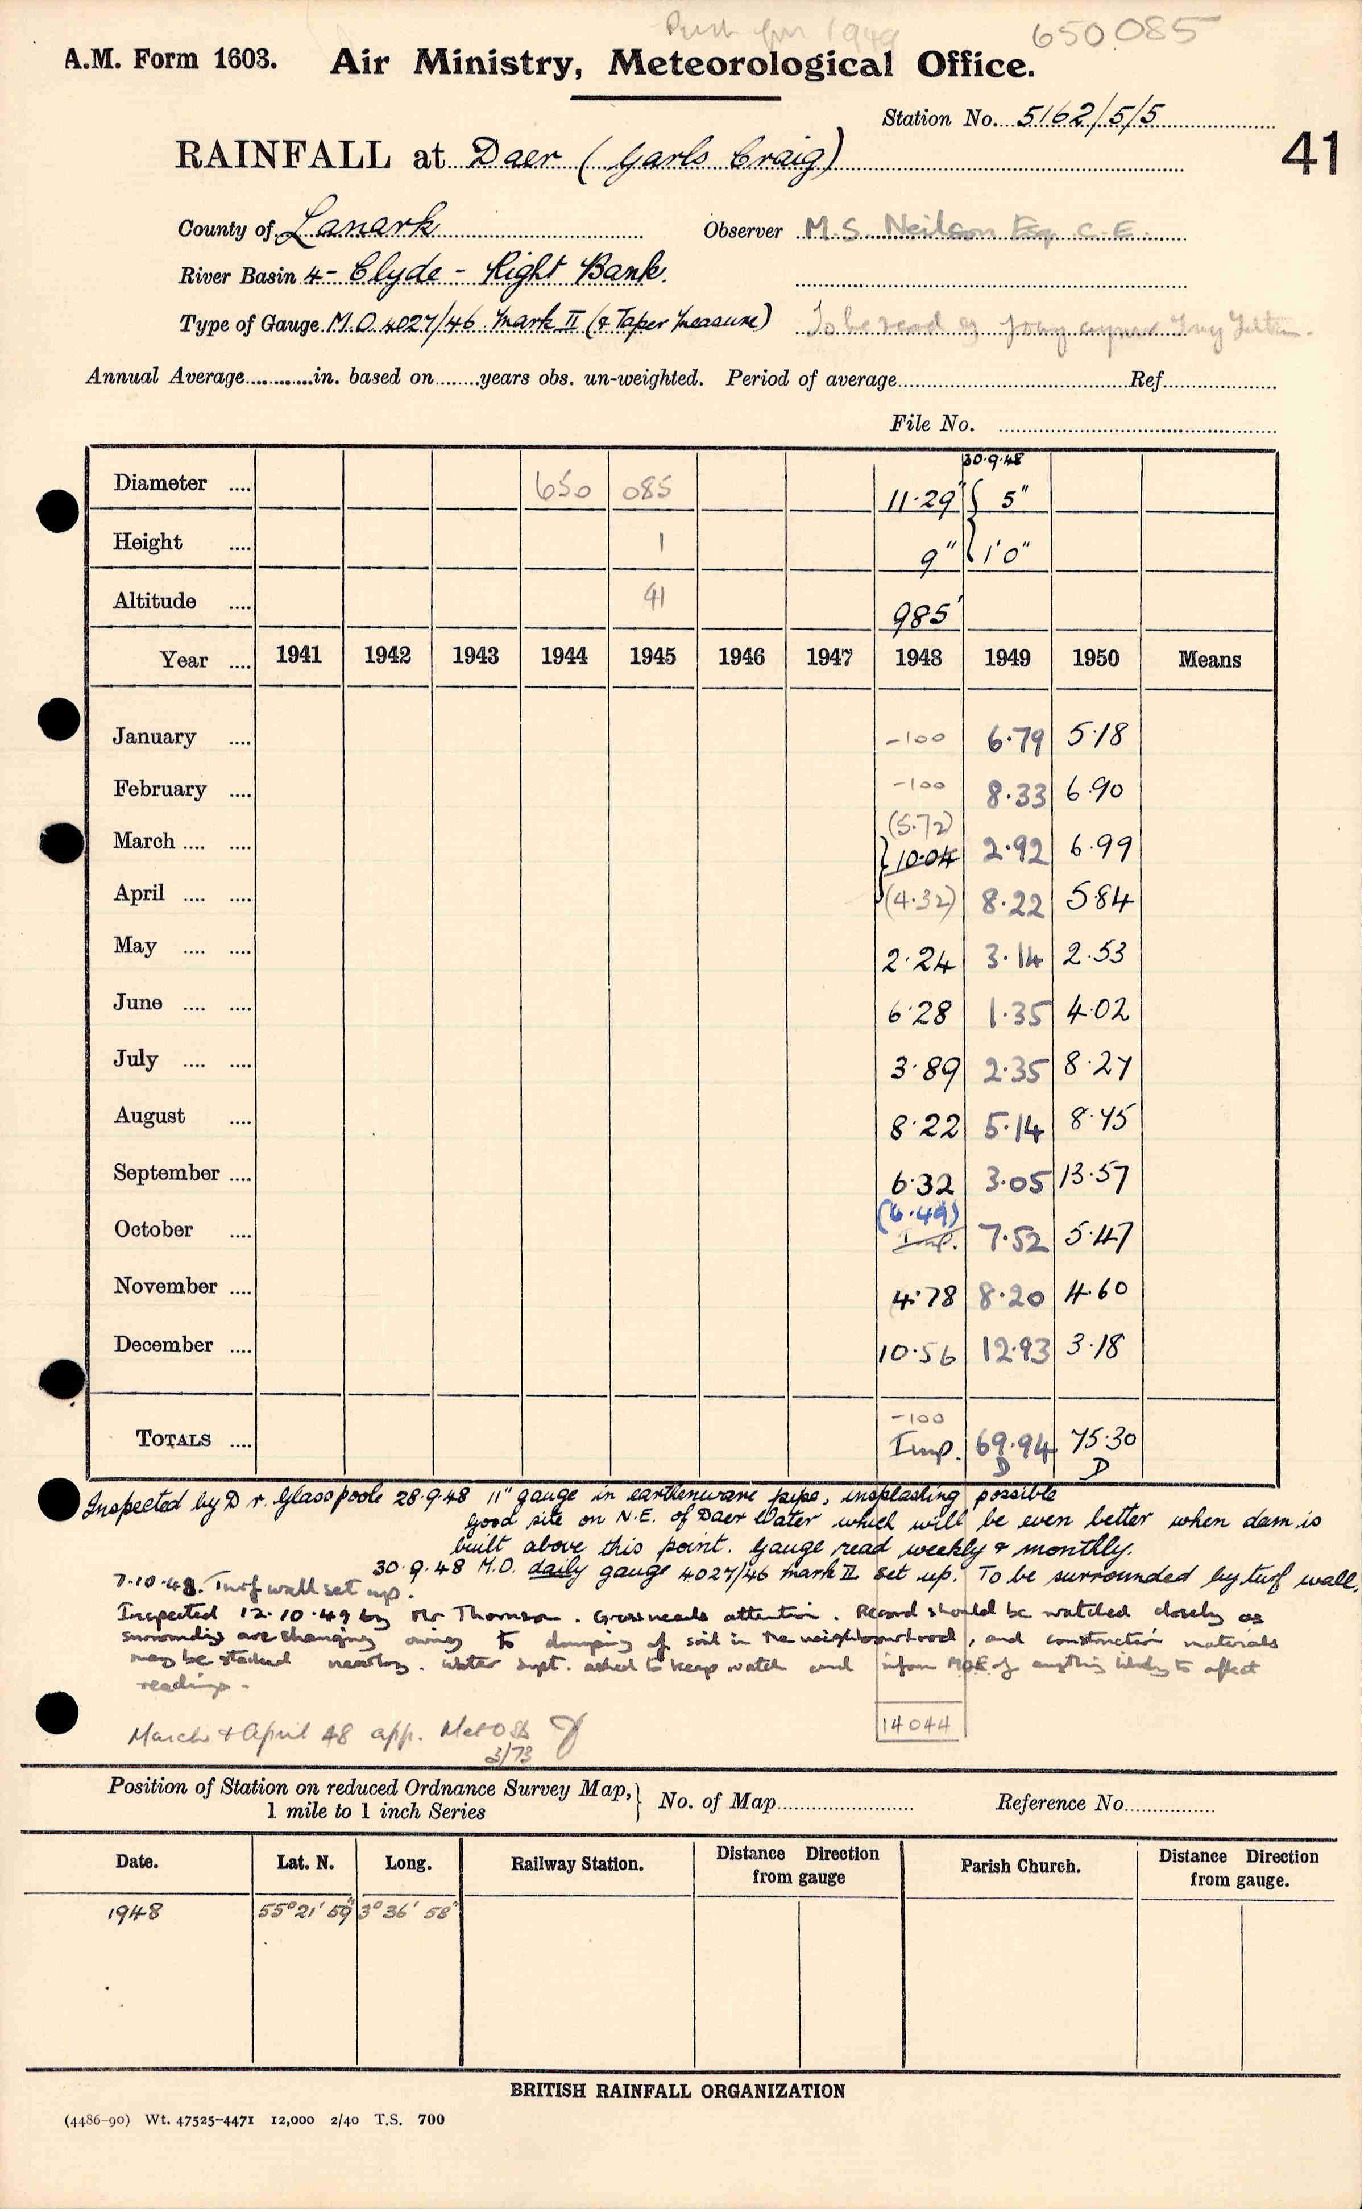 650085
A.M. Form 1603. Air Ministry, Meteorological Office.
Station No. 5162/5/5
41
RAINFALL at Daer (Yarls Craig)
County of Lanark Observer M.S. Neilson Esq C.E.
River Basin 4 - Clyde - Right Bank.
Type of Gauge M.O. 4027/46 Mark II (& Taper Measure) To be read by
Annual Average in. based on years obs. un-weighted. Period of average Ref
File No.
30.9.48
Diameter 650 085 11.29" { 5"
Height 1 9" { 1'0"
Altitude 41 985'
Year 1941 1942 1943 1944 1945 1946 1947 1948 1949 1950 Means
January -100 6.79 5.18
February -100 8.33 6.90
(5.72)
March 10.04 2.92 6.99
April (4.32) 8.22 5.84
May 2.24 3.14 2.53
June 6.28 1.35 4.02
July 3.89 2.35 8.27
August 8.22 5.14 8.75
September 6.32 3.05 13.57
(6.49)
October Imp. 7.52 5.47
November 4.78 8.20 4.60
December 10.56 12.93 3.18
-100
TOTALS Imp. 69.94 75.30
D D
Inspected by Dr. Glasspoole 28.9.48 11" gauge in earthenware pipe, insplashing possible
Good site on N.E. of Daer Water which will be even better when dam is
built above this point. Gauge read weekly & monthly.
30.9.48 M.O. daily gauge 4027/46 Mark II set up. To be surrounded by turf wall.
7.10.48. Turf wall set up.
Inspected 12.10.49 by Mr Thomson. Grass needs attention. Record should be watched closely as
surroundings are changing owing to dumping of soil in the neighbourhood, and construction materials
may be stacked nearby. Water Dept. asked to keep watch and inform M.O.E. of anything likely to affect
readings.
March & April 48 app. Met O 8b
3/73
14044
Position of Station on reduced Ordnance Survey Map, } No. of Map Reference No.
1 mile to 1 inch Series
Date. Lat. N. Long. Railway Station. Distance Direction from gauge Parish Church. Distance Direction from gauge.
1948 55° 21' 59" 3° 36' 58"
BRITISH RAINFALL ORGANIZATION
(4486-90) Wt. 47525-4471 12,000 2/40 T.S. 700